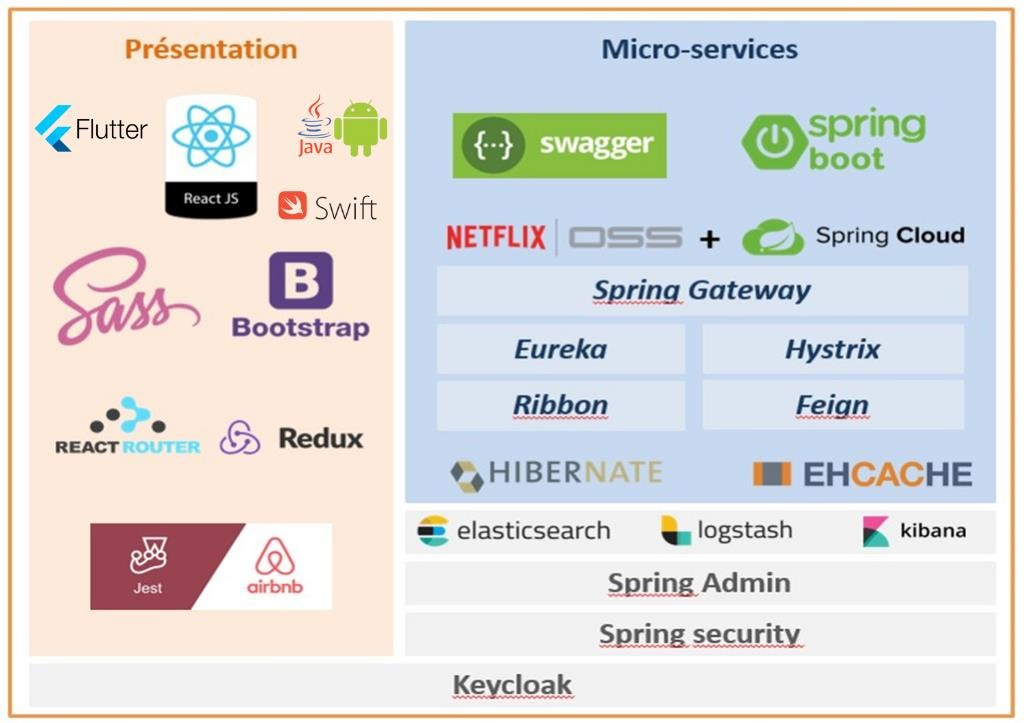 Présentation
Flutter
React JS
Java
Swift
Sass
B
Bootstrap
REACT ROUTER
Redux
Jest
airbnb
Micro-services
{···} swagger
spring
boot
NETFLIX OSS + Spring Cloud
Spring Gateway
Eureka
Hystrix
Ribbon
Feign
HIBERNATE
EHCACHE
elasticsearch
logstash
kibana
Spring Admin
Spring security
Keycloak